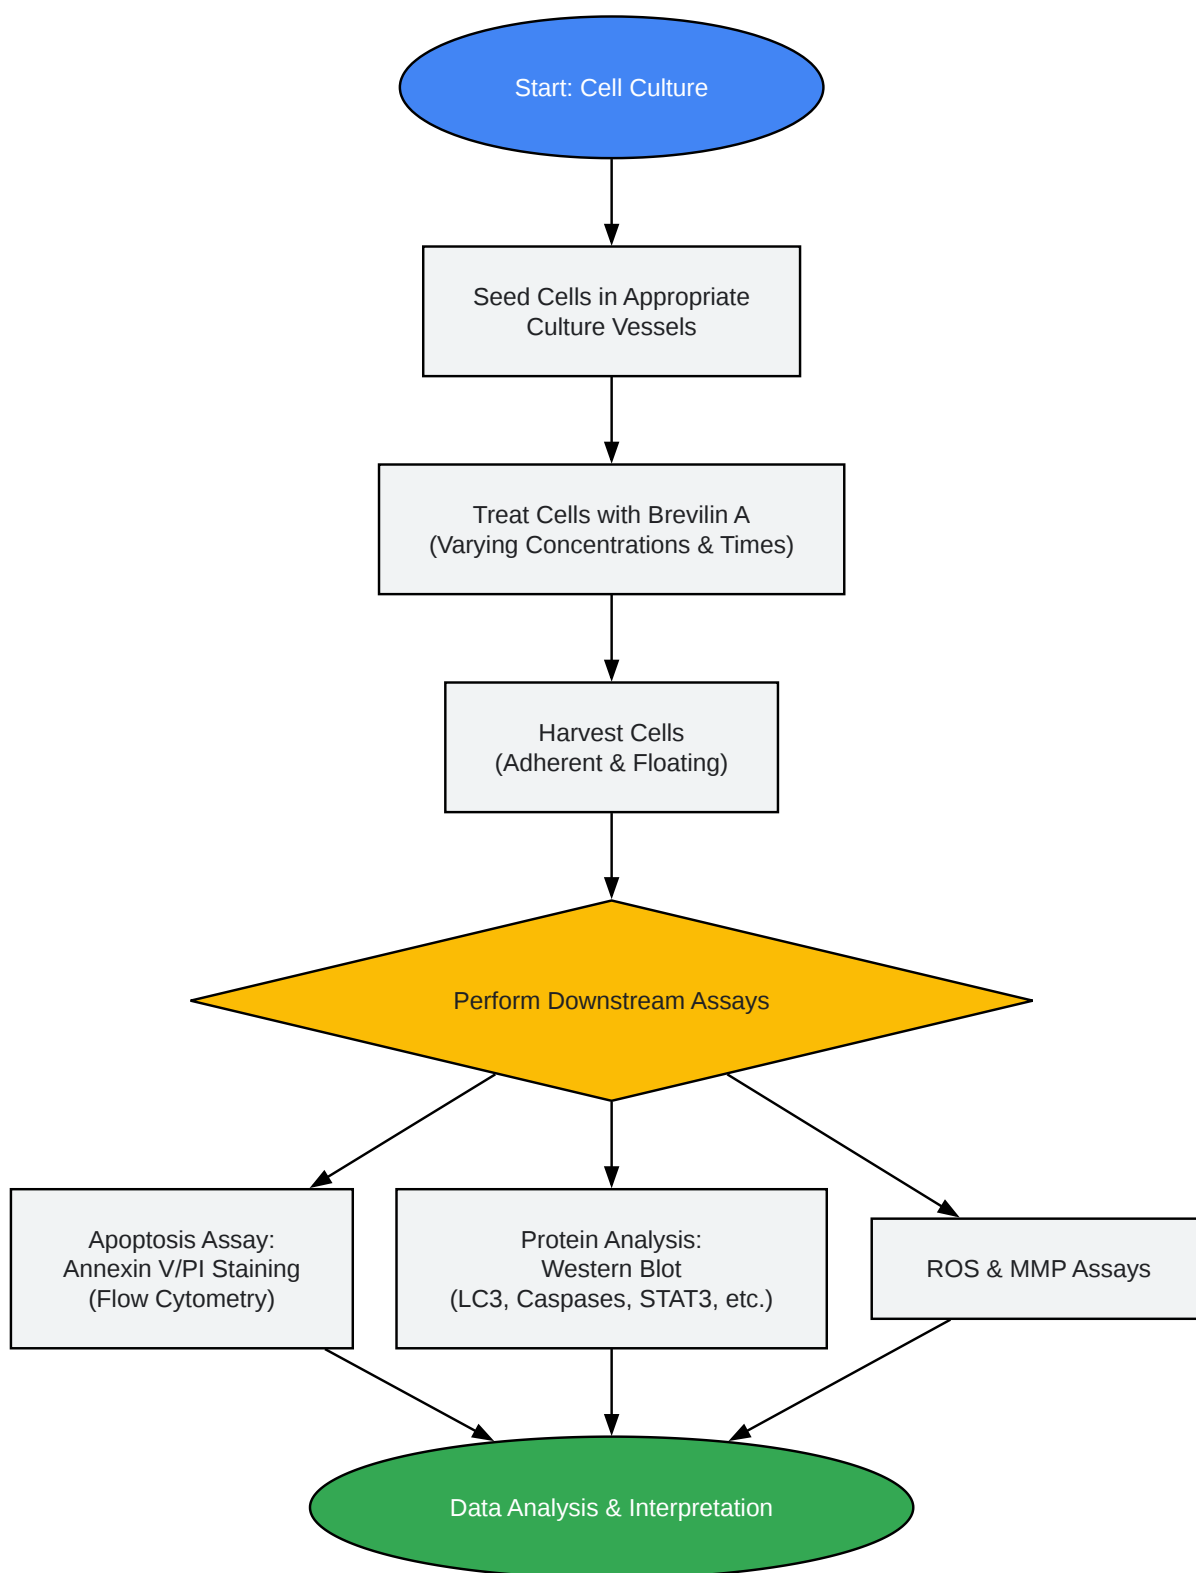 Start: Cell Culture
Seed Cells in Appropriate
Culture Vessels
Treat Cells with Brevilin A
(Varying Concentrations & Times)
Harvest Cells
(Adherent & Floating)
Perform Downstream Assays
Apoptosis Assay:
Annexin V/PI Staining
(Flow Cytometry)
Protein Analysis:
Western Blot
(LC3, Caspases, STAT3, etc.)
ROS & MMP Assays
Data Analysis & Interpretation